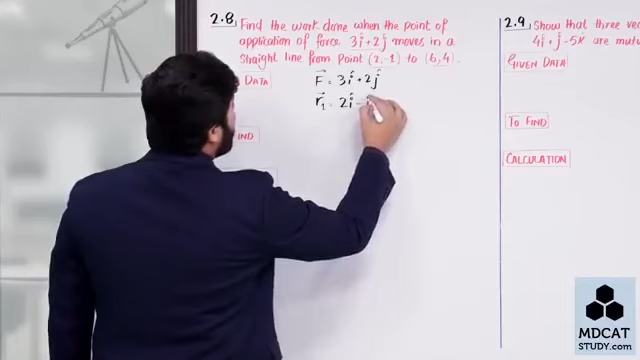 2.8 Find the work done when the point of
application of force 3î+2ĵ moves in a
straight line from point (2,-1) to (6,4).
DATA
F⃗ = 3î+2ĵ
r⃗₁ = 2î-
IND
2.9 Show that three ve
4î+ĵ-5k̂ are mutu
GIVEN DATA
TO FIND
CALCULATION
MDCAT
STUDY.com